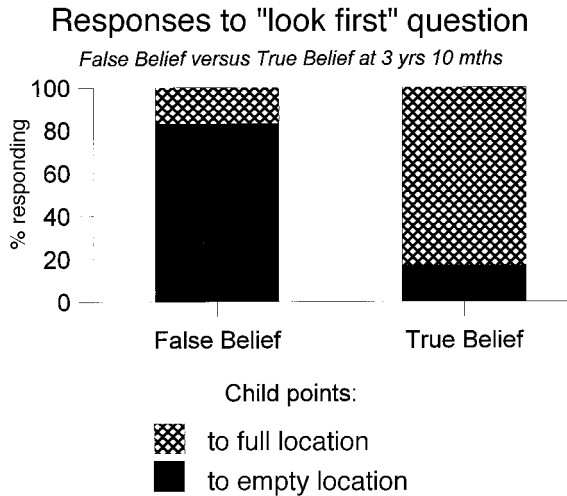 Responses to "look first" question
False Belief versus True Belief at 3 yrs 10 mths
% responding
100
80
60
40
20
0
False Belief
True Belief
Child points:
to full location
to empty location